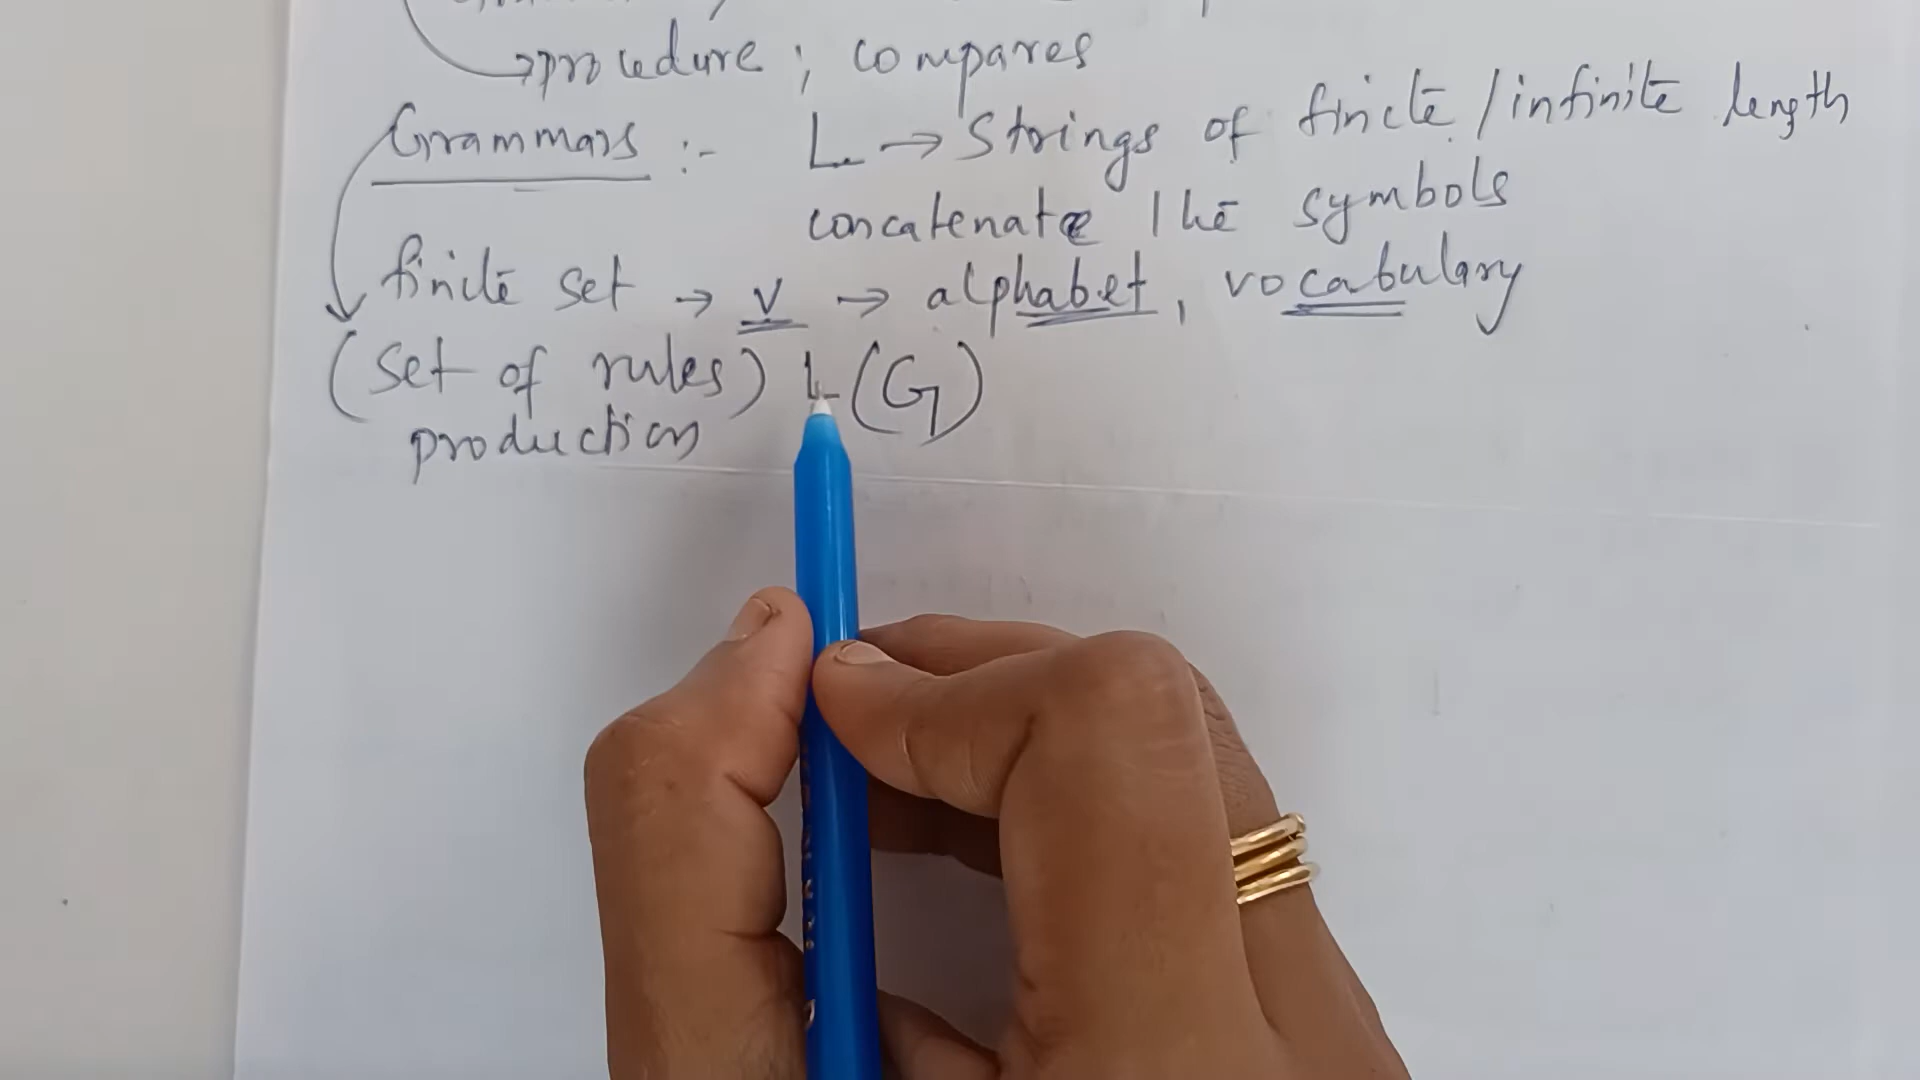 →procedure ; compares
Grammars :- L → Strings of finite / infinite length
concatenate the symbols
finite set → V → alphabet, vocabulary
(set of rules) L(G)
production